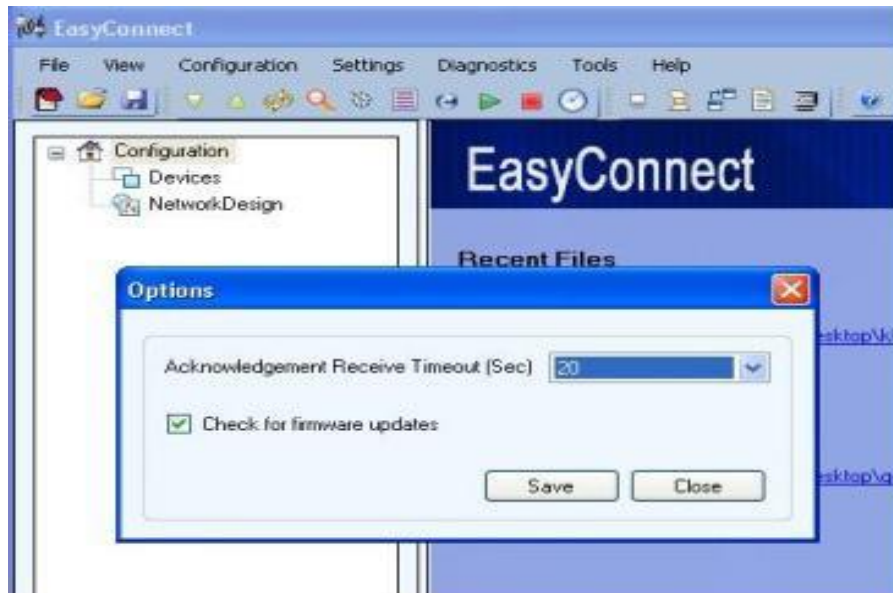 EasyConnect
File View Configuration Settings Diagnostics Tools Help
Configuration
Devices
NetworkDesign
EasyConnect
Recent Files
Options
Acknowledgement Receive Timeout (Sec) 20
Check for firmware updates
Save Close